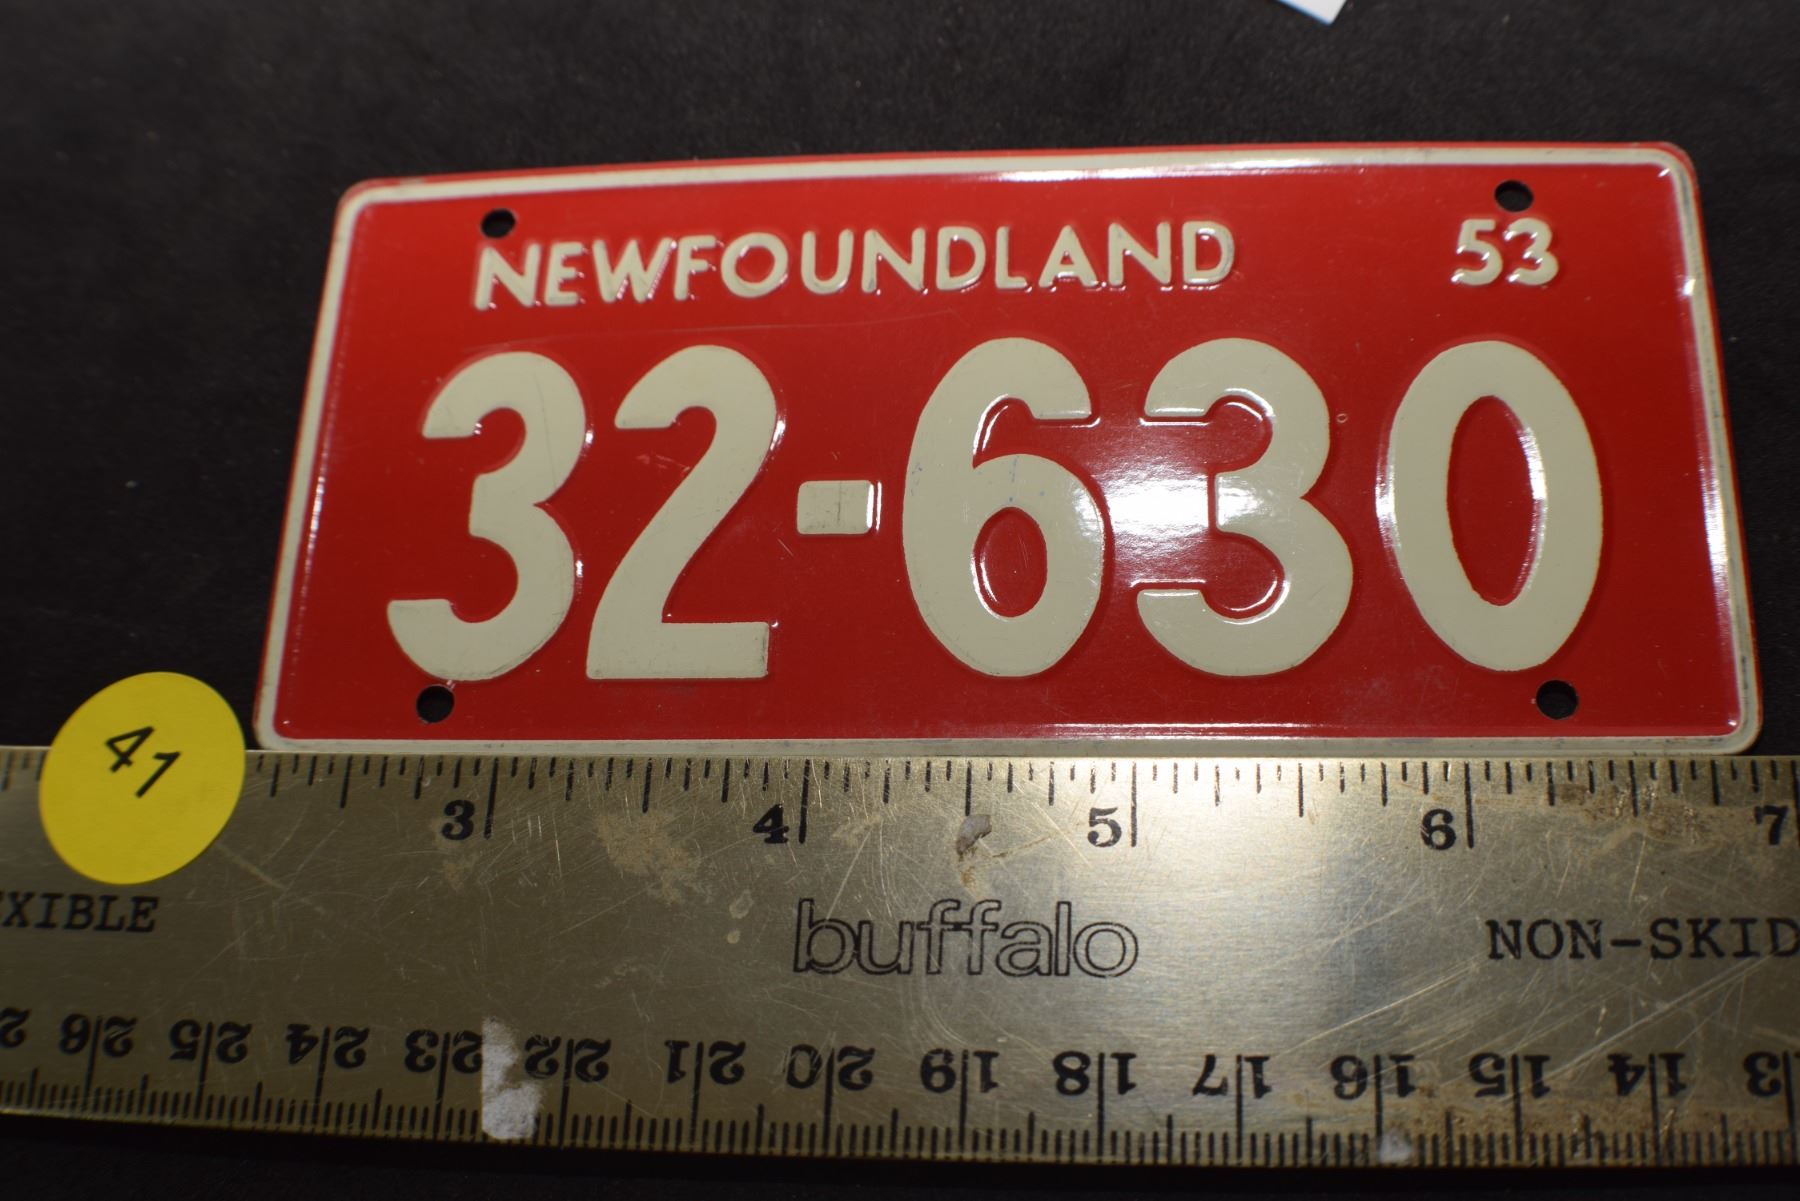 NEWFOUNDLAND 53
32-630
47
3 4 5 6 7
XIBLE buffalo NON-SKID
26 25 24 23 22 21 20 19 18 17 16 15 14